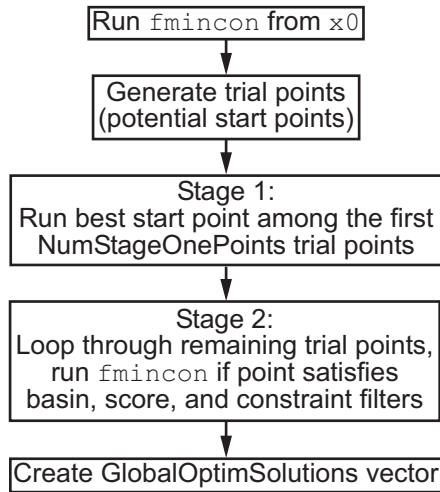 Run fmincon from x0
Generate trial points
(potential start points)
Stage 1:
Run best start point among the first
NumStageOnePoints trial points
Stage 2:
Loop through remaining trial points,
run fmincon if point satisfies
basin, score, and constraint filters
Create GlobalOptimSolutions vector